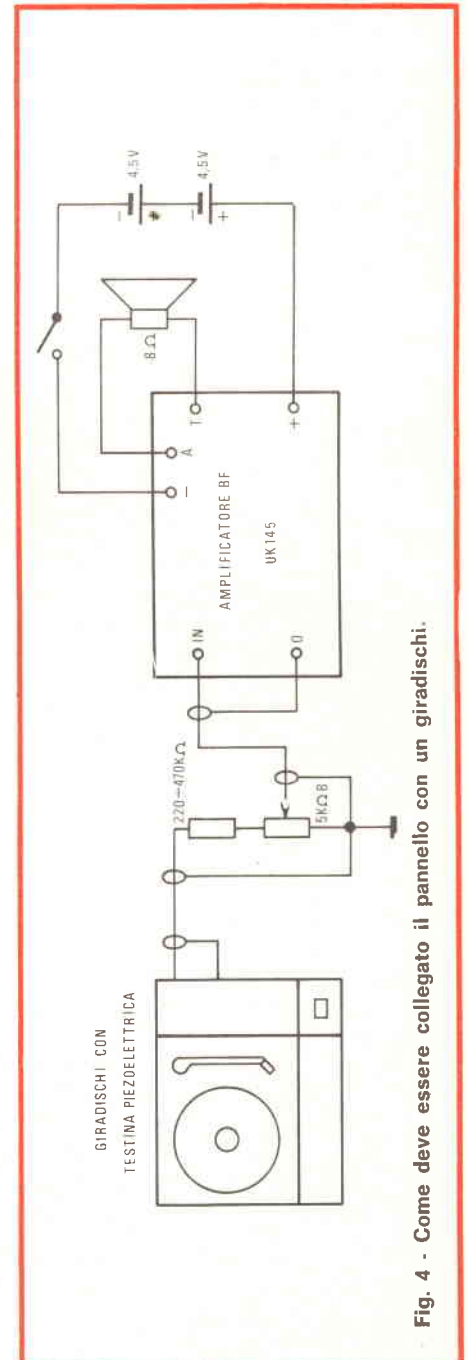 GIRADISCHI CON
TESTINA PIEZOELETTRICA
220÷470KΩ
5KΩB
IN
O
AMPLIFICATORE BF
UK145
–
A
T
+
8Ω
–
4,5V
+
–
4,5V
+
Fig. 4 - Come deve essere collegato il pannello con un giradischi.